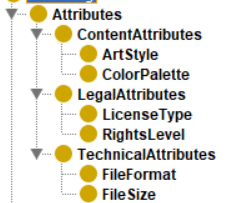 Attributes
ContentAttributes
ArtStyle
ColorPalette
LegalAttributes
LicenseType
RightsLevel
TechnicalAttributes
FileFormat
FileSize